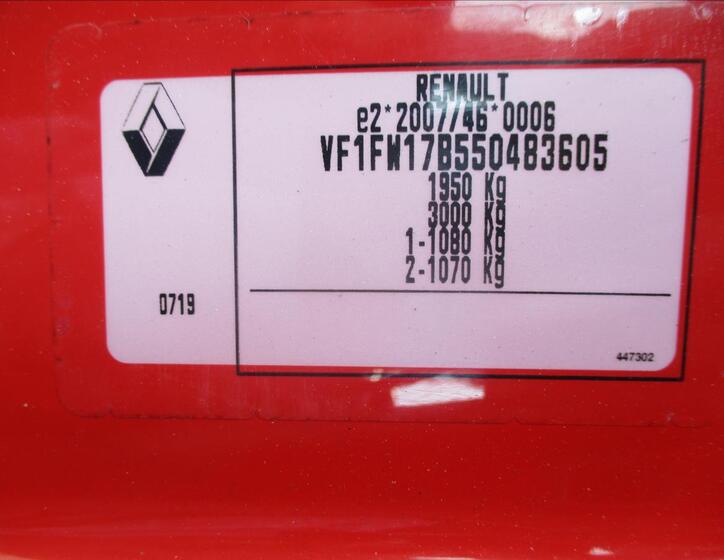 RENAULT
e2*2007/46*0006
VF1FW17B550483605
1950 Kg
3000 Kg
1-1080 Kg
2-1070 Kg
0719
447302